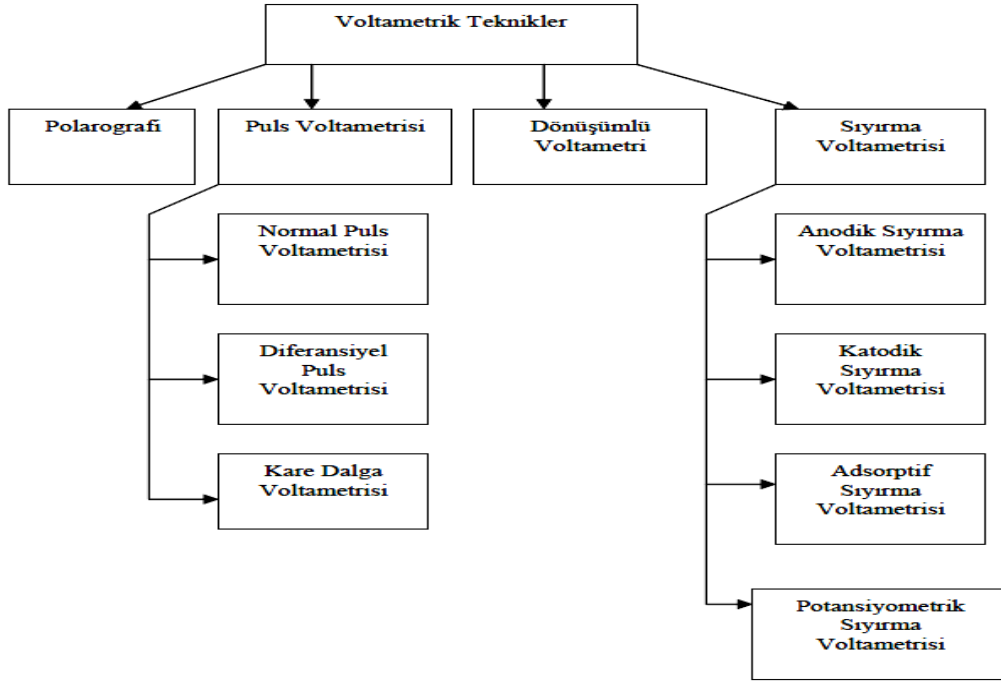 Voltametrik Teknikler
Polarografi
Puls Voltametrisi
Dönüşümlü
Voltametri
Sıyırma
Voltametrisi
Normal Puls
Voltametrisi
Diferansiyel
Puls
Voltametrisi
Kare Dalga
Voltametrisi
Anodik Sıyırma
Voltametrisi
Katodik
Sıyırma
Voltametrisi
Adsorptif
Sıyırma
Voltametrisi
Potansiyometrik
Sıyırma
Voltametrisi